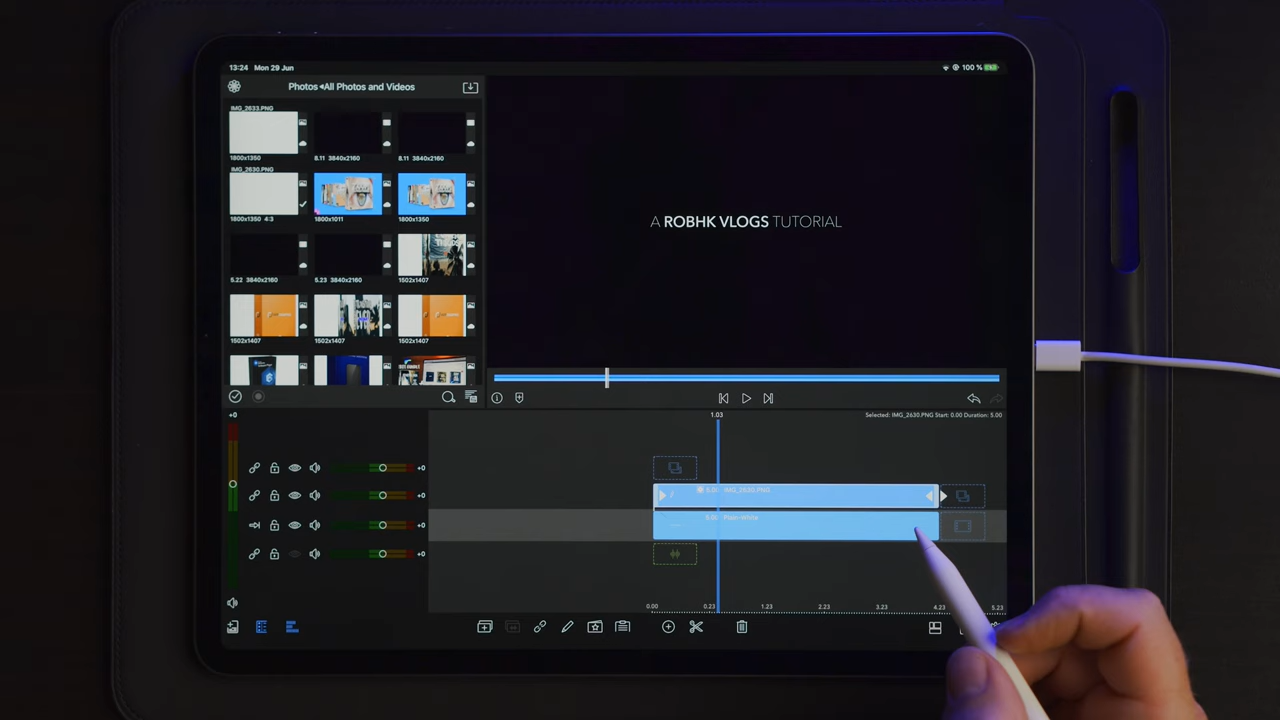 13:24 Mon 29 Jun
100 %
Photos◂All Photos and Videos
IMG_2633.PNG
1800x1350
8.11 3840x2160
8.11 3840x2160
IMG_2630.PNG
1800x1350 4:3
1800x1011
1800x1350
5.22 3840x2160
5.23 3840x2160
1502x1407
1502x1407
1502x1407
1502x1407
A ROBHK VLOGS TUTORIAL
+0
1.03
Selected: IMG_2630.PNG Start: 0.00 Duration: 5.00
+0
+0
IMG_2630.PNG
+0
+0
0.00 0.23 1.23 2.23 3.23 4.23 5.23